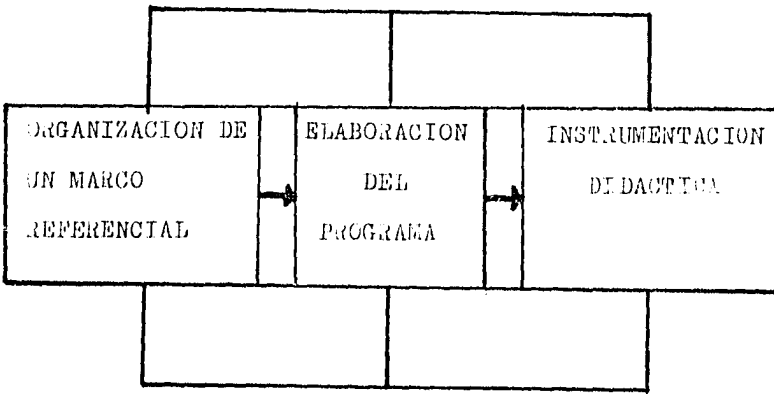 ORGANIZACION DE
UN MARCO
REFERENCIAL
ELABORACION
DEL
PROGRAMA
INSTRUMENTACION
DIDACTICA